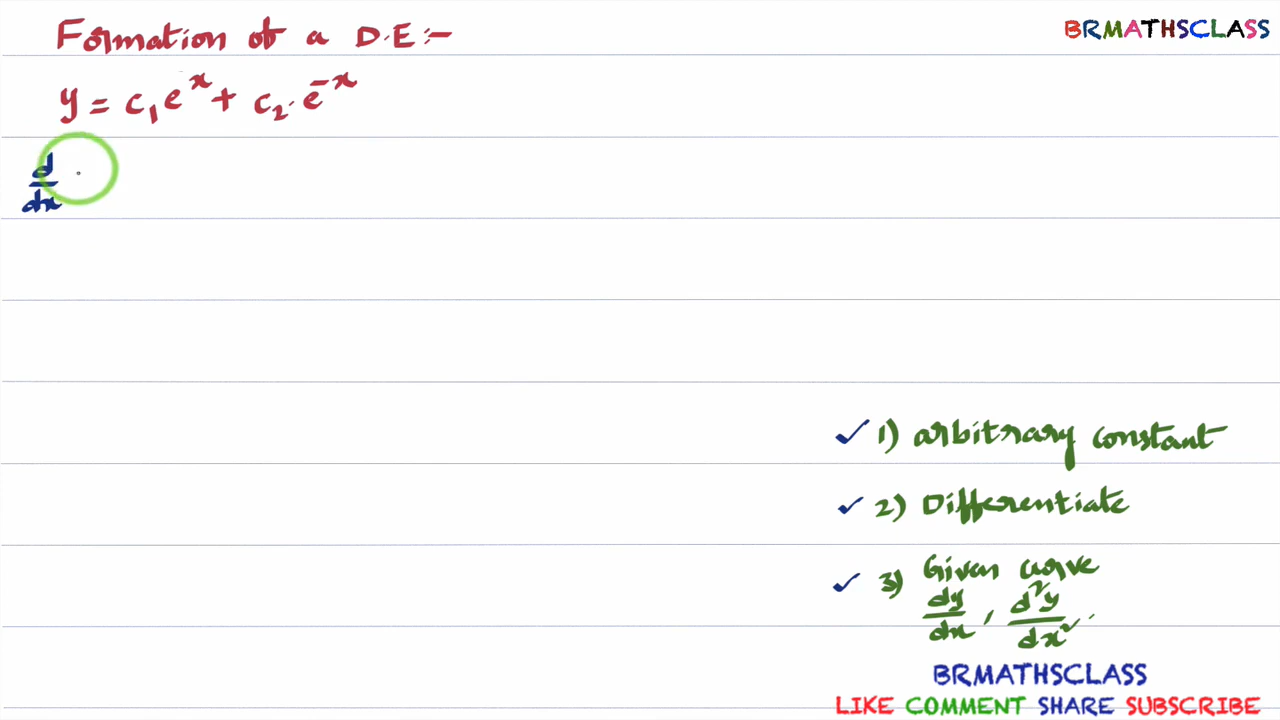 Formation of a D.E:-
BRMATHSCLASS
y = c₁eˣ + c₂.e⁻ˣ
d/dx
1) arbitrary constant
2) Differentiate
3) Given curve
dy/dx, d²y/dx².
BRMATHSCLASS
LIKE COMMENT SHARE SUBSCRIBE